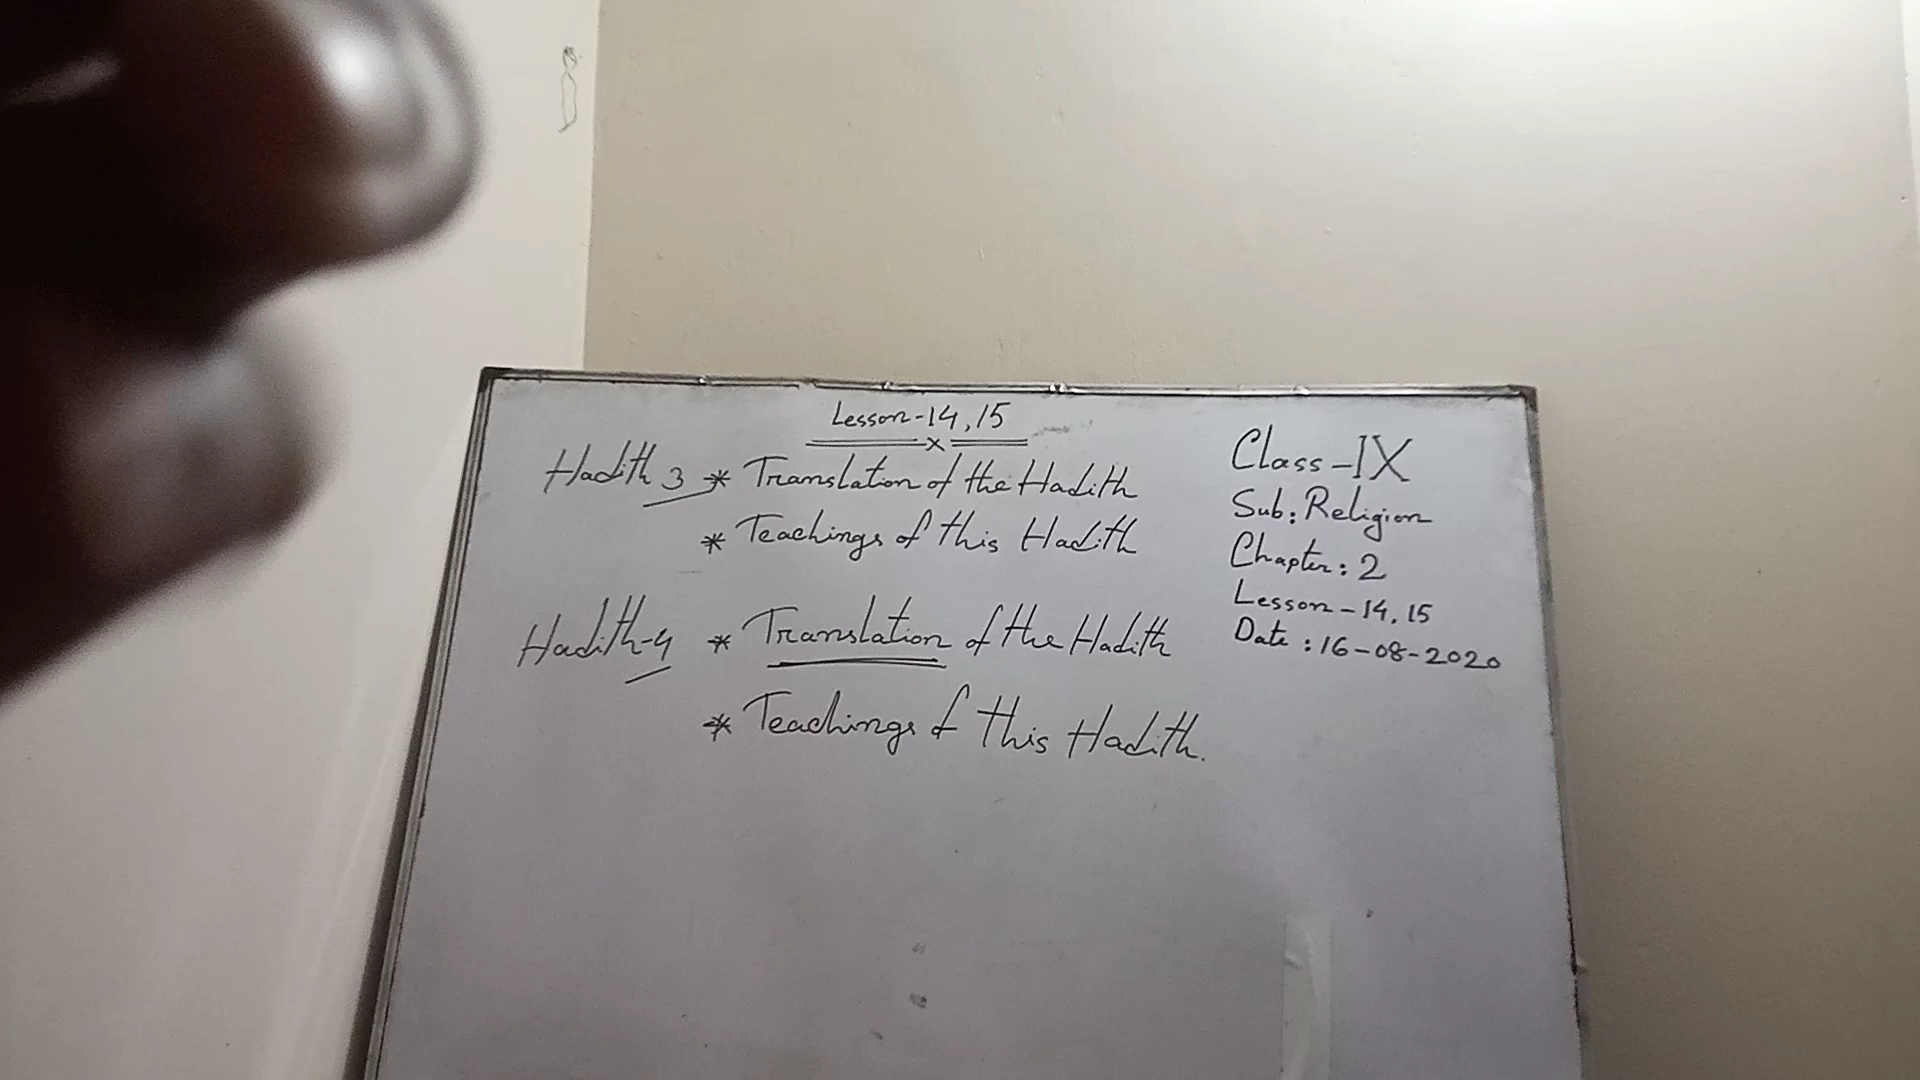 Lesson-14,15
Hadith 3 * Translation of the Hadith
* Teachings of this Hadith
Hadith-4 * Translation of the Hadith
* Teachings of this Hadith.
Class-IX
Sub: Religion
Chapter: 2
Lesson-14,15
Date: 16-08-2020